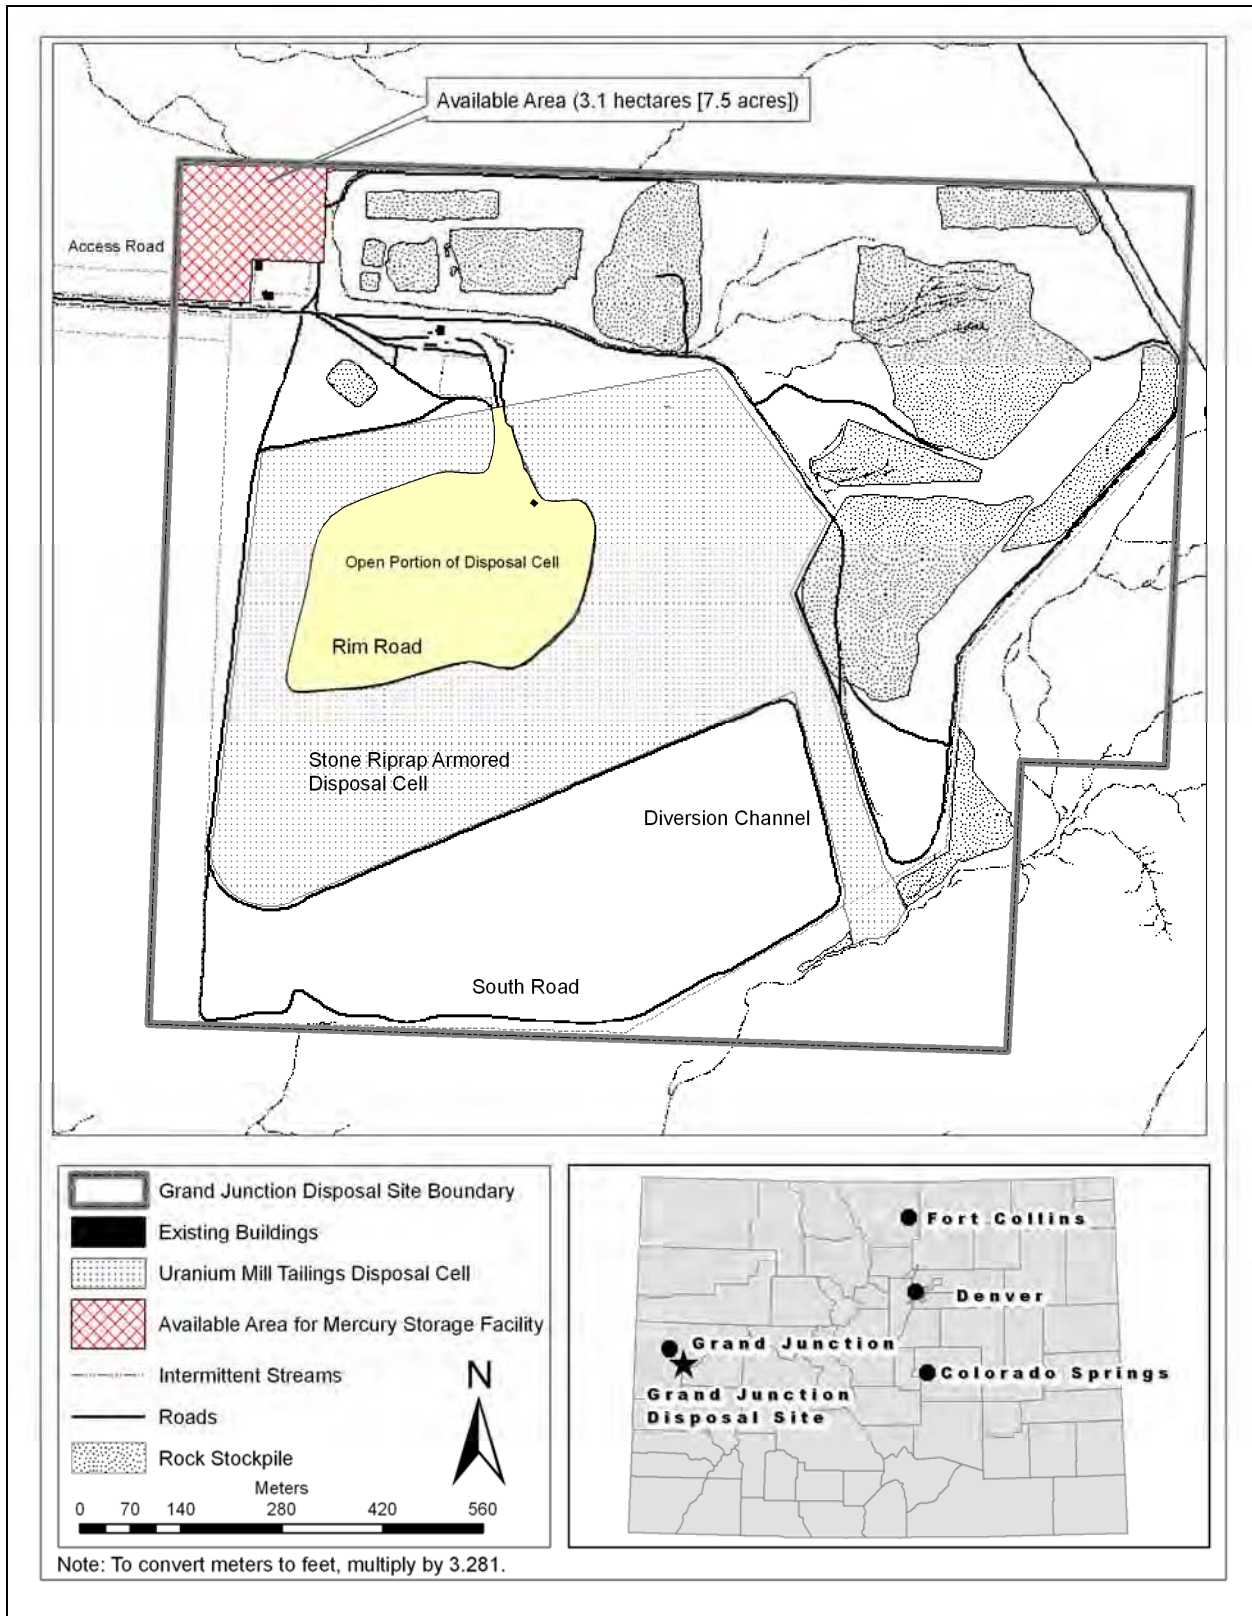 Available Area (3.1 hectares [7.5 acres])
Access Road
Open Portion of Disposal Cell
Rim Road
Stone Riprap Armored
Disposal Cell
Diversion Channel
South Road
Grand Junction Disposal Site Boundary
Existing Buildings
Uranium Mill Tailings Disposal Cell
Available Area for Mercury Storage Facility
Intermittent Streams
Roads
Rock Stockpile
N
Meters
0 70 140 280 420 560
Fort Collins
Denver
Grand Junction
Colorado Springs
Grand Junction
Disposal Site
Note: To convert meters to feet, multiply by 3.281.